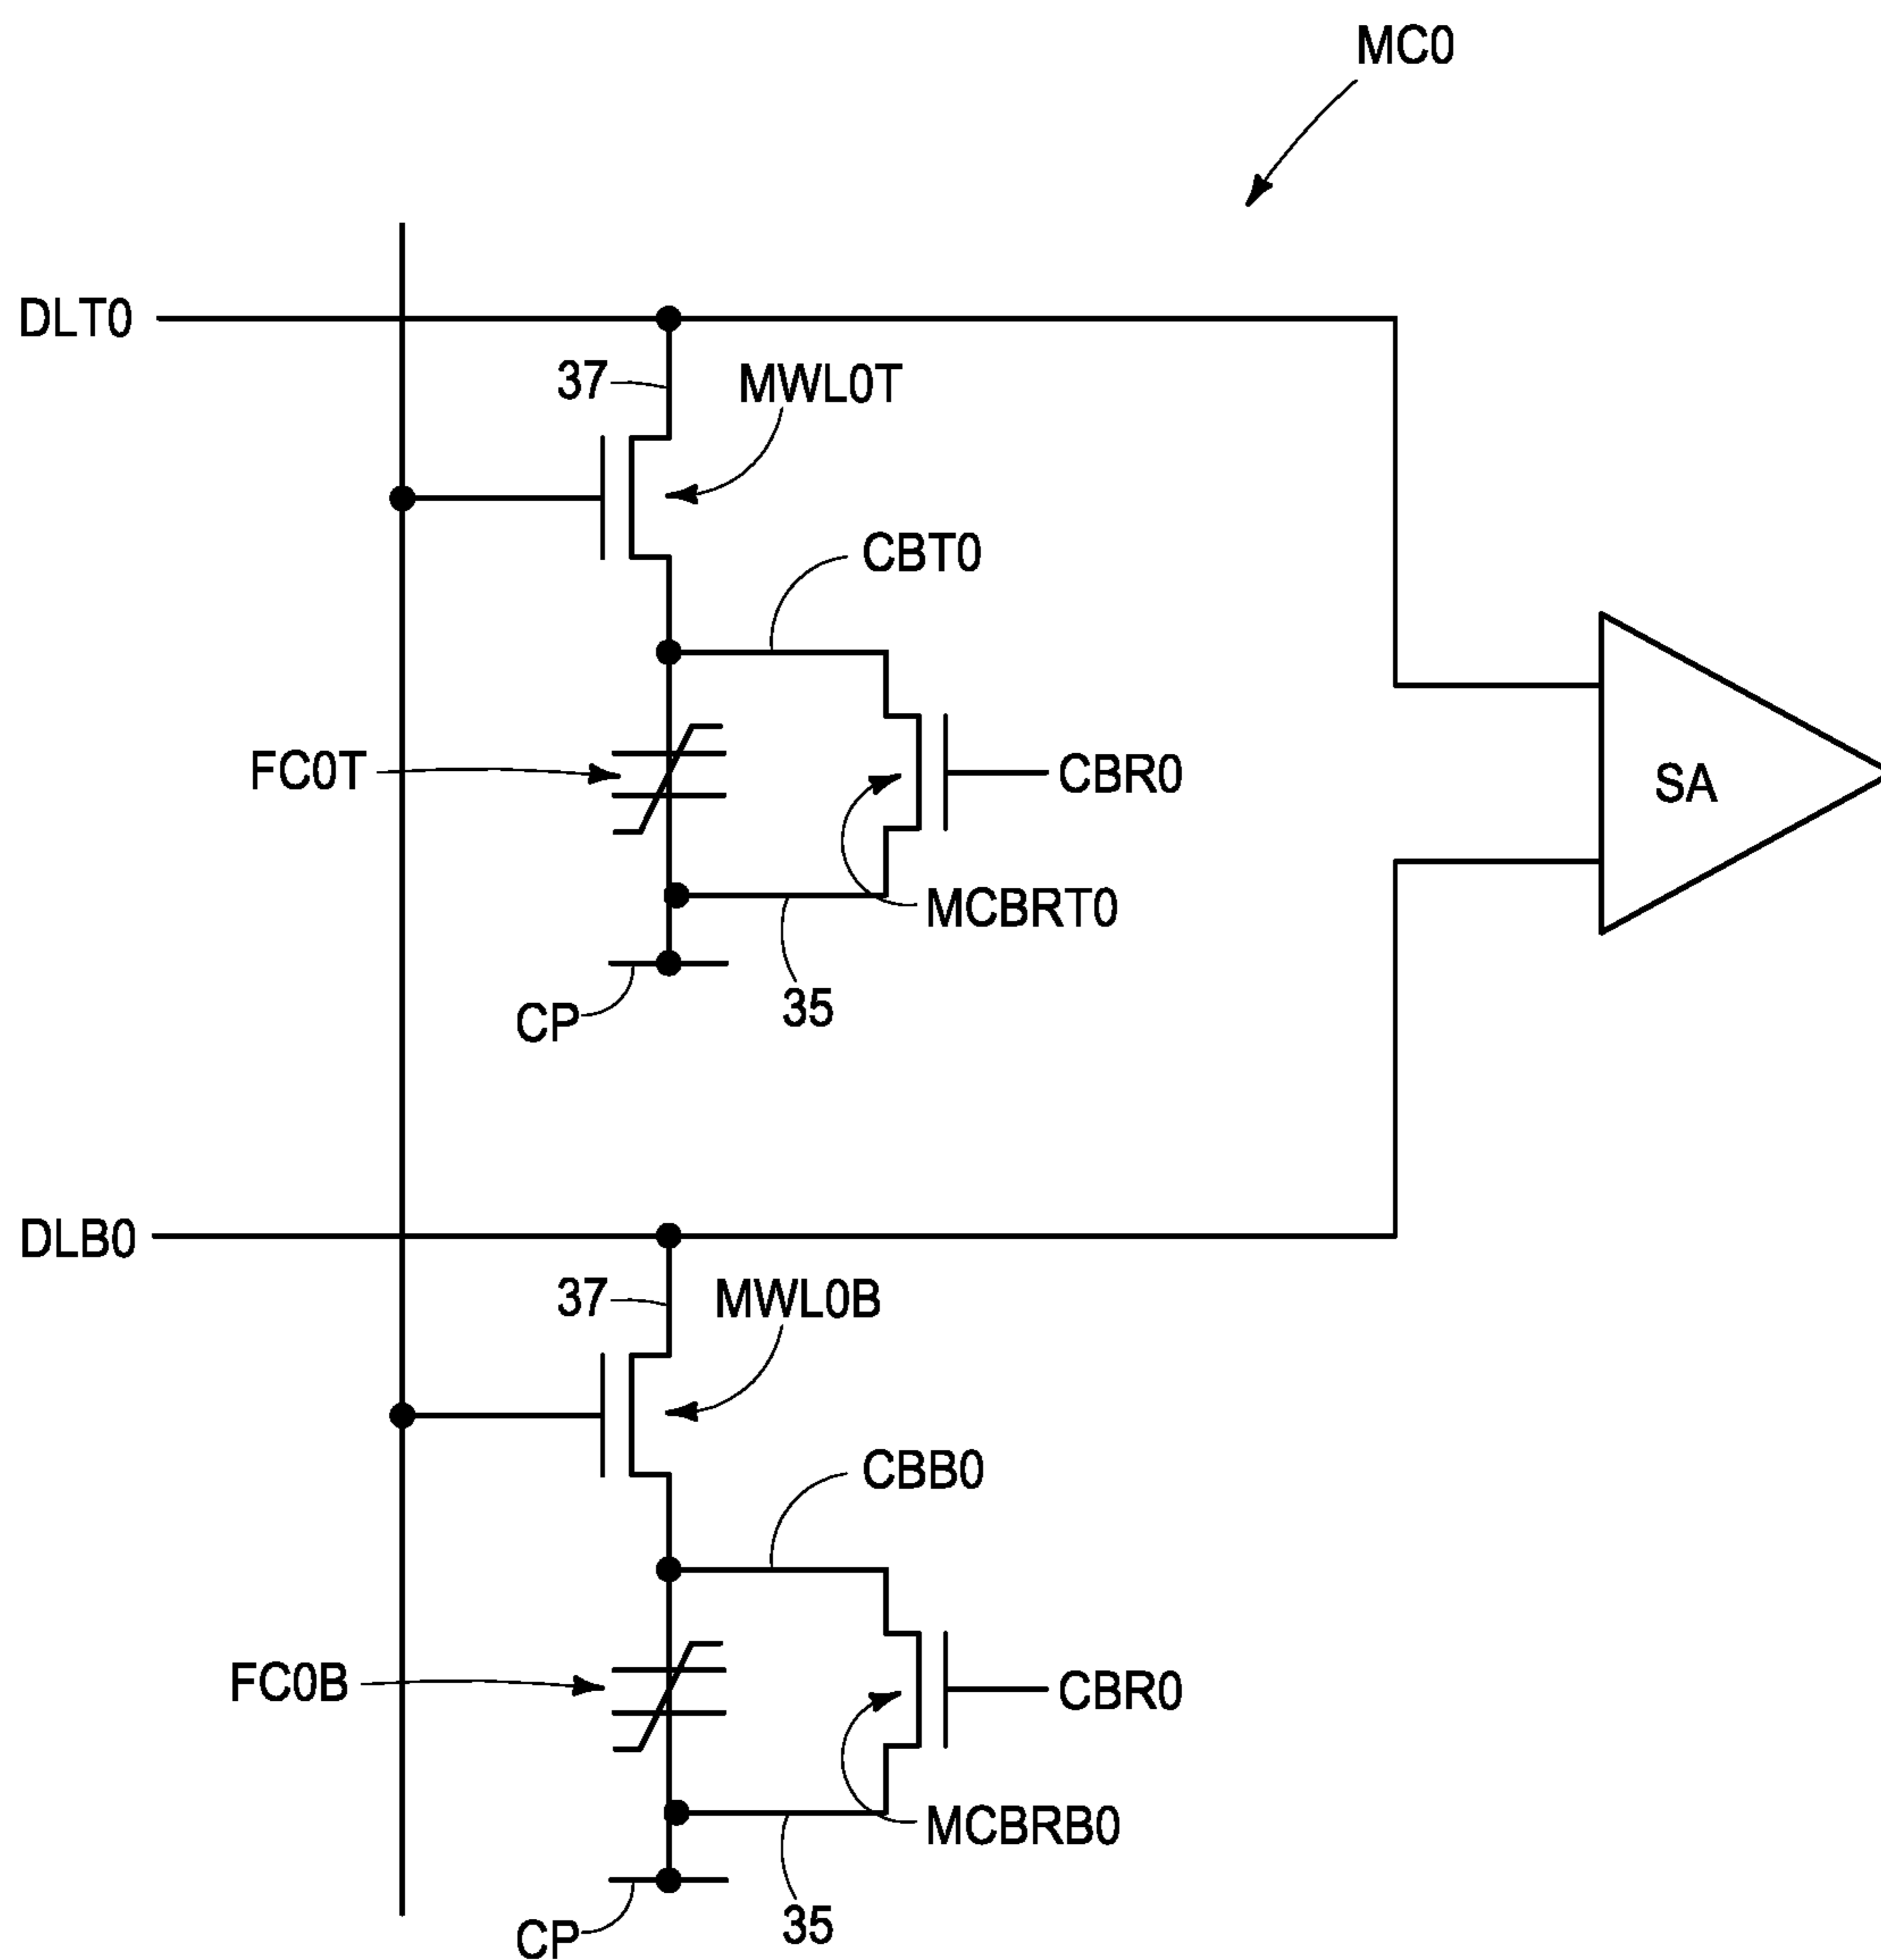 MC0
DLT0
37
MWL0T
CBT0
FC0T
CBR0
SA
MCBRT0
CP
35
DLB0
37
MWL0B
CBB0
FC0B
CBR0
MCBRB0
CP
35